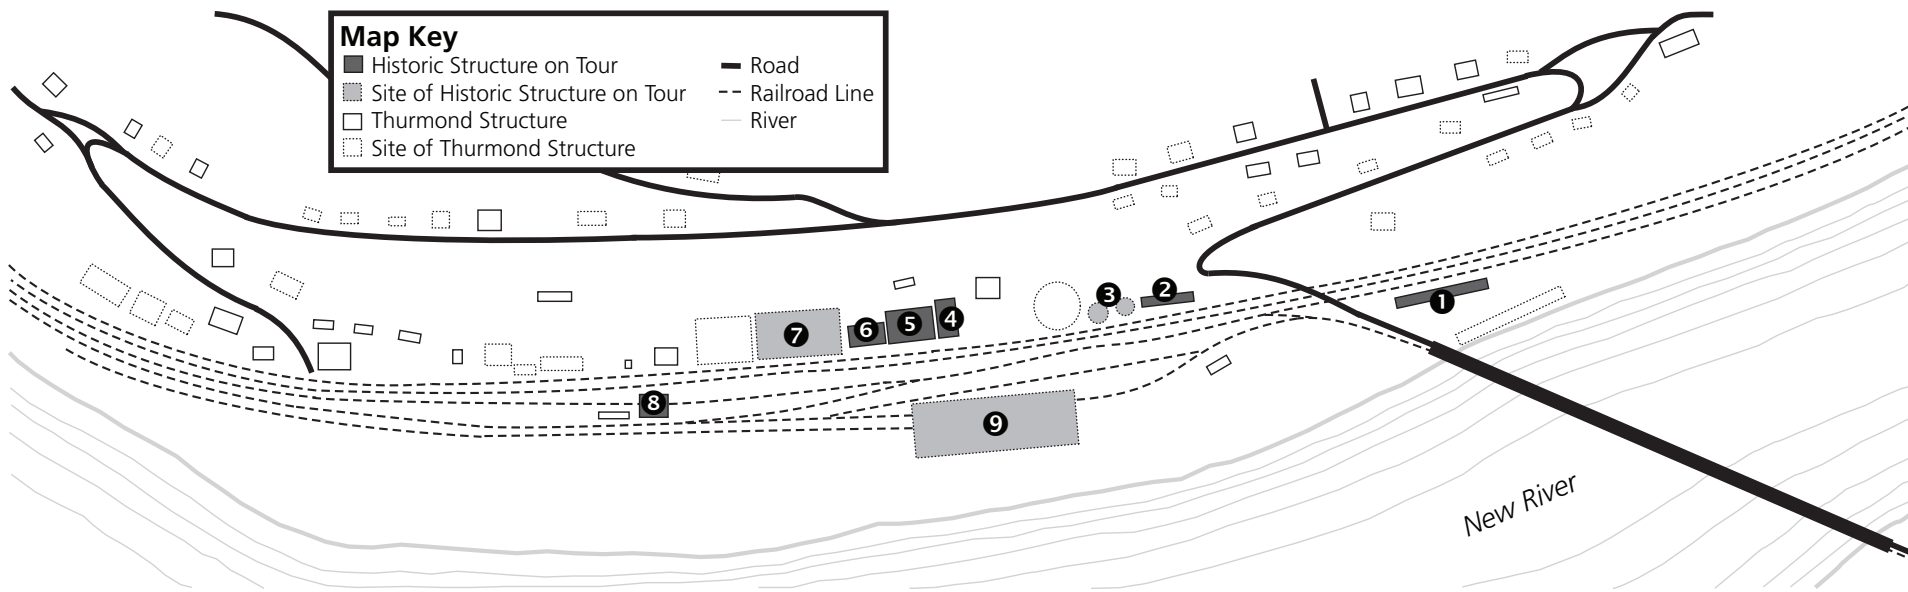 Map Key
Historic Structure on Tour
Site of Historic Structure on Tour
Thurmond Structure
Site of Thurmond Structure
Road
Railroad Line
River
7
6
5
4
3
2
1
8
9
New River